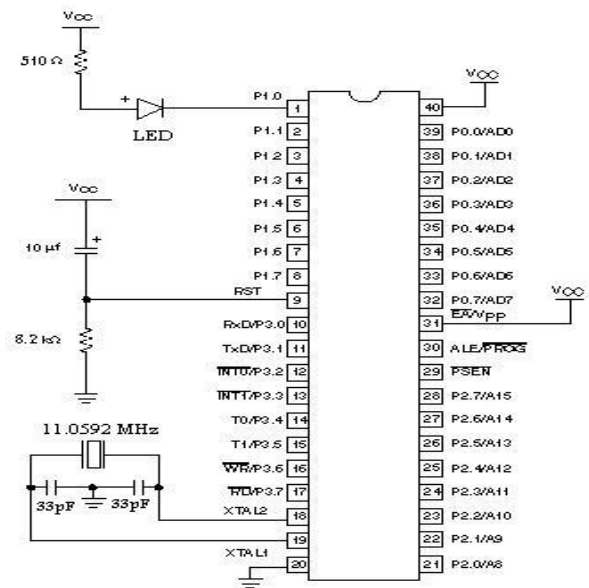 Vcc
510 Ω
+
LED
P1.0
1
P1.1 2
P1.2 3
P1.3 4
P1.4 5
P1.5 6
P1.6 7
P1.7 8
Vcc
10 µf
+
RST
9
8.2 kΩ
RxD/P3.0 10
TxD/P3.1 11
INT0/P3.2 12
INT1/P3.3 13
T0/P3.4 14
T1/P3.5 15
WR/P3.6 16
RD/P3.7 17
11.0592 MHz
33pF 33pF
XTAL2
18
19
XTAL1
20
Vcc
40
39 P0.0/AD0
38 P0.1/AD1
37 P0.2/AD2
36 P0.3/AD3
35 P0.4/AD4
34 P0.5/AD5
33 P0.6/AD6
32 P0.7/AD7
EA/VPP
Vcc
31
30 ALE/PROG
29 PSEN
28 P2.7/A15
27 P2.6/A14
26 P2.5/A13
25 P2.4/A12
24 P2.3/A11
23 P2.2/A10
22 P2.1/A9
21 P2.0/A8